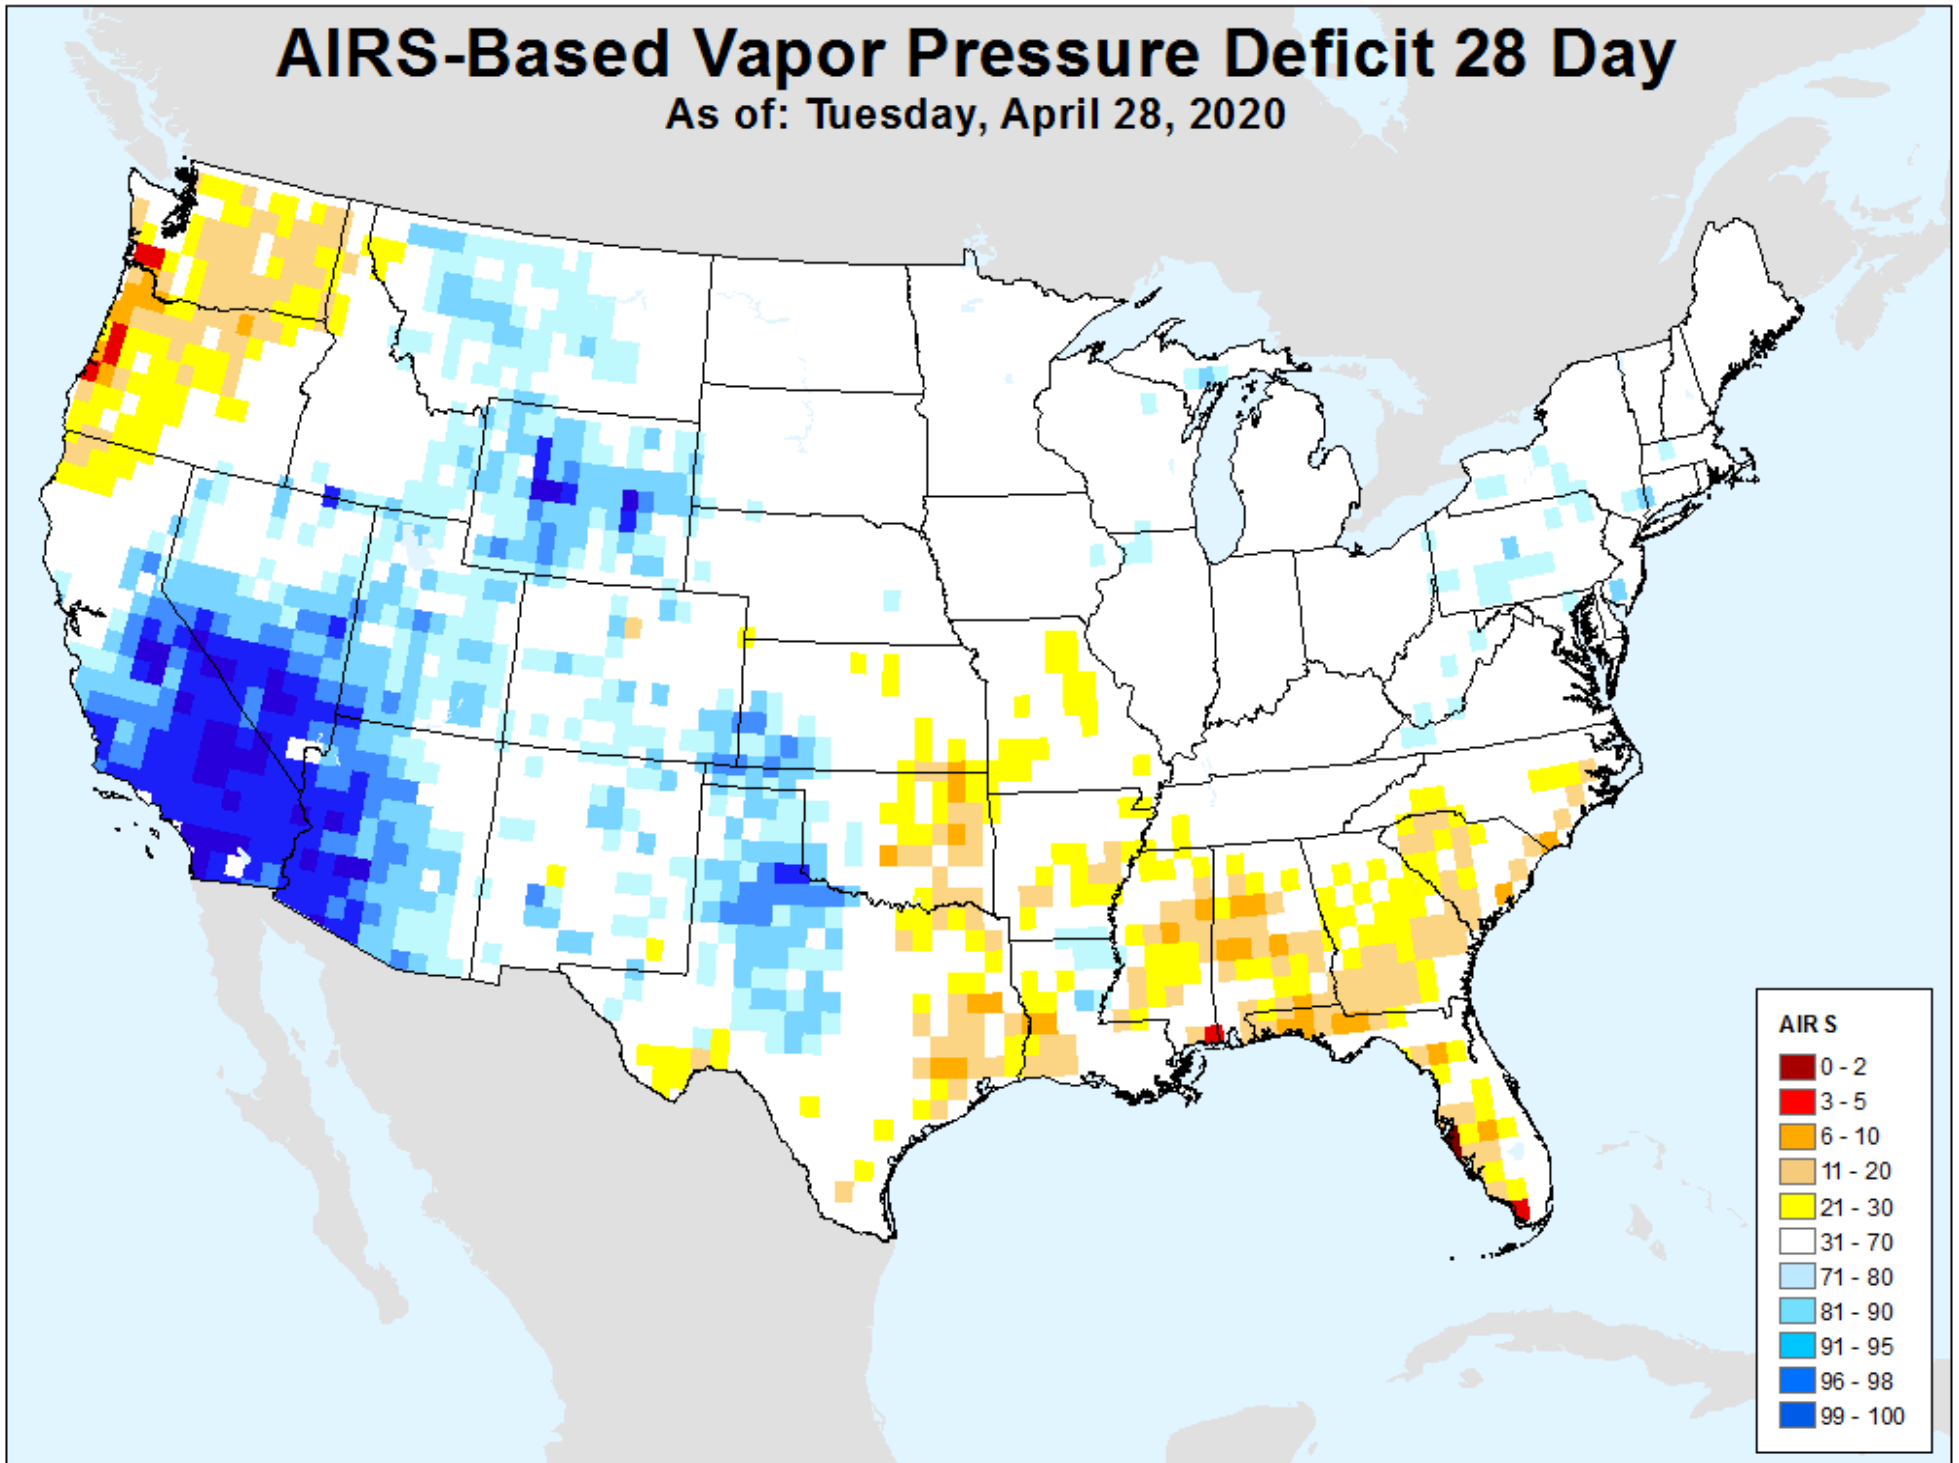 AIRS-Based Vapor Pressure Deficit 28 Day
As of: Tuesday, April 28, 2020
AIRS
0 - 2
3 - 5
6 - 10
11 - 20
21 - 30
31 - 70
71 - 80
81 - 90
91 - 95
96 - 98
99 - 100